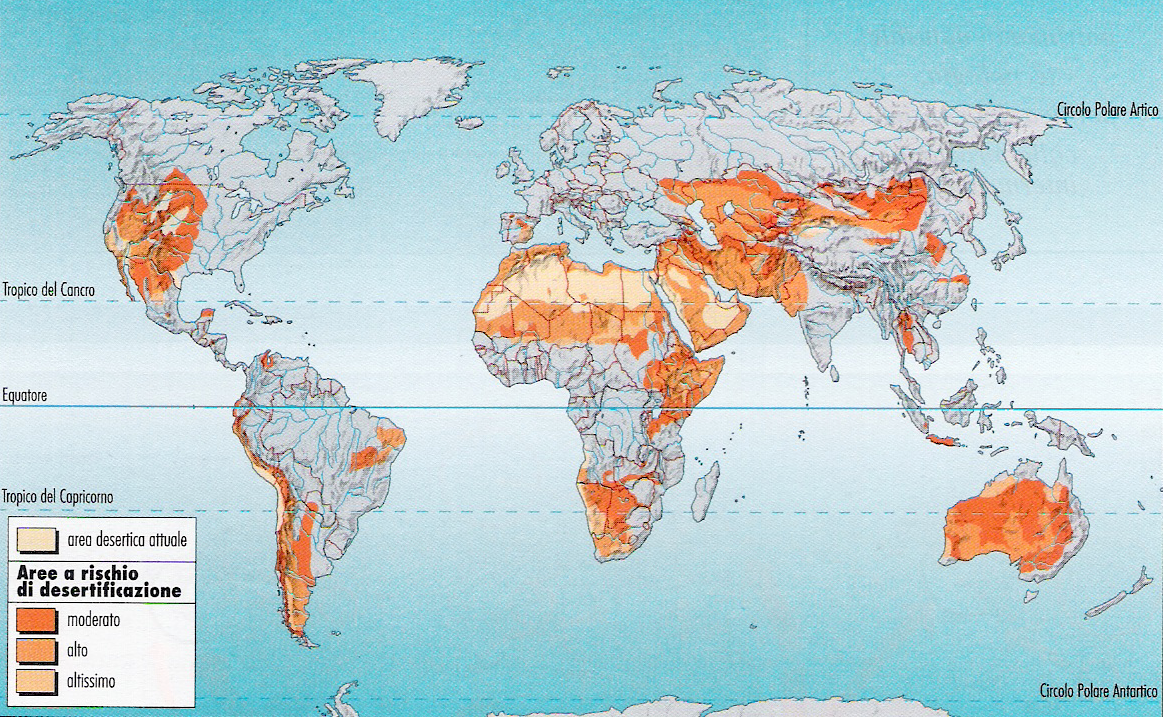 Circolo Polare Artico
Tropico del Cancro
Equatore
Tropico del Capricorno
area desertica attuale
Aree a rischio
di desertificazione
moderato
alto
altissimo
Circolo Polare Antartico